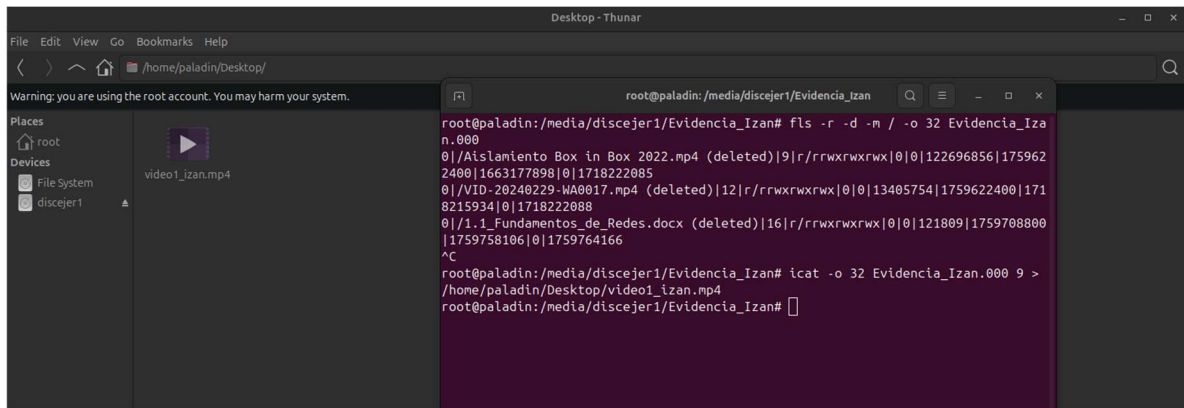 Desktop - Thunar
File Edit View Go Bookmarks Help
/home/paladin/Desktop/
Warning: you are using the root account. You may harm your system.
Places
root
Devices
File System
discejer1
video1_izan.mp4
root@paladin: /media/discejer1/Evidencia_Izan
root@paladin:/media/discejer1/Evidencia_Izan# fls -r -d -m / -o 32 Evidencia_Iza
n.000
0|/Aislamiento Box in Box 2022.mp4 (deleted)|9|r/rrwxrwxrwx|0|0|122696856|175962
2400|1663177898|0|1718222085
0|/VID-20240229-WA0017.mp4 (deleted)|12|r/rrwxrwxrwx|0|0|13405754|1759622400|171
8215934|0|1718222088
0|/1.1_Fundamentos_de_Redes.docx (deleted)|16|r/rrwxrwxrwx|0|0|121809|1759708800
|1759758106|0|1759764166
^C
root@paladin:/media/discejer1/Evidencia_Izan# icat -o 32 Evidencia_Izan.000 9 >
/home/paladin/Desktop/video1_izan.mp4
root@paladin:/media/discejer1/Evidencia_Izan#